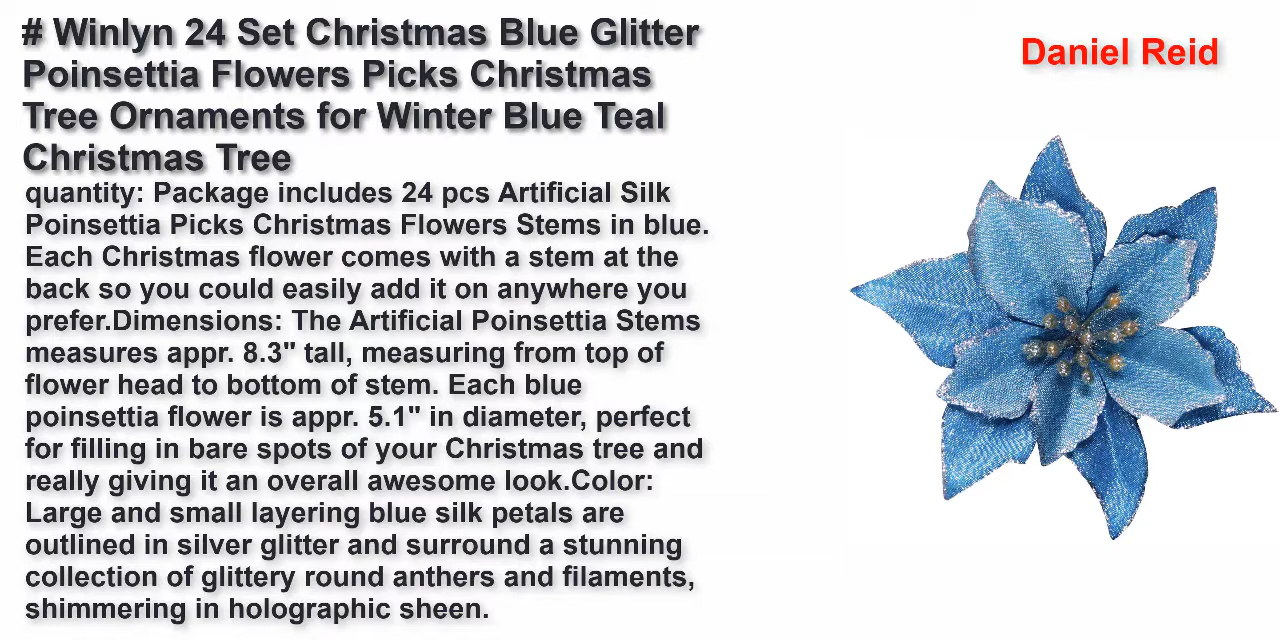 # Winlyn 24 Set Christmas Blue Glitter
Poinsettia Flowers Picks Christmas
Tree Ornaments for Winter Blue Teal
Christmas Tree
quantity: Package includes 24 pcs Artificial Silk
Poinsettia Picks Christmas Flowers Stems in blue.
Each Christmas flower comes with a stem at the
back so you could easily add it on anywhere you
prefer.Dimensions: The Artificial Poinsettia Stems
measures appr. 8.3" tall, measuring from top of
flower head to bottom of stem. Each blue
poinsettia flower is appr. 5.1" in diameter, perfect
for filling in bare spots of your Christmas tree and
really giving it an overall awesome look.Color:
Large and small layering blue silk petals are
outlined in silver glitter and surround a stunning
collection of glittery round anthers and filaments,
shimmering in holographic sheen.
Daniel Reid